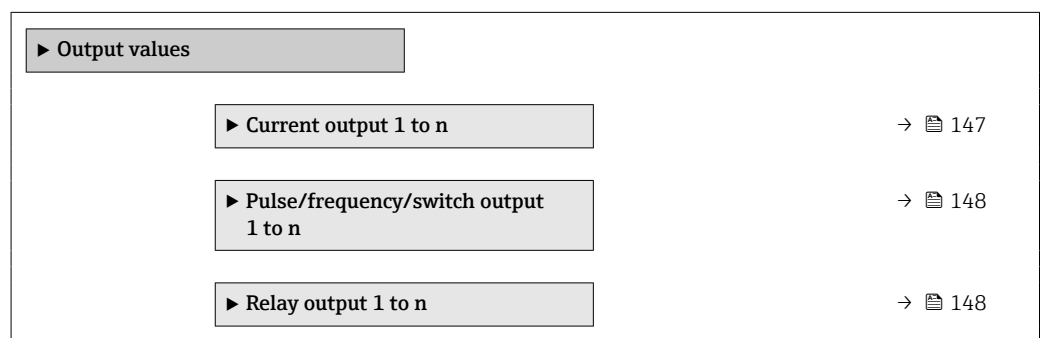 ▶ Output values
▶ Current output 1 to n → 147
▶ Pulse/frequency/switch output → 148
1 to n
▶ Relay output 1 to n → 148